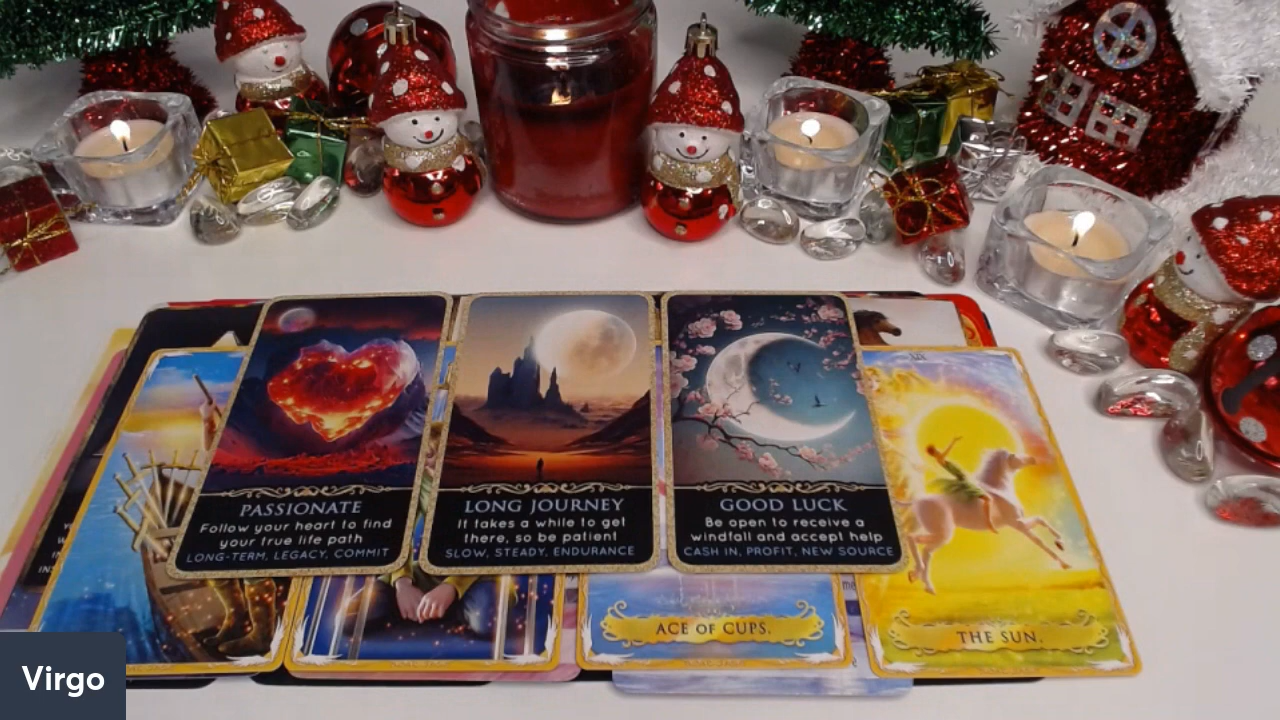 PASSIONATE
Follow your heart to find
your true life path
LONG-TERM, LEGACY, COMMIT
LONG JOURNEY
It takes a while to get
there, so be patient
SLOW, STEADY, ENDURANCE
GOOD LUCK
Be open to receive a
windfall and accept help
CASH IN, PROFIT, NEW SOURCE
ACE OF CUPS.
THE SUN.
Virgo